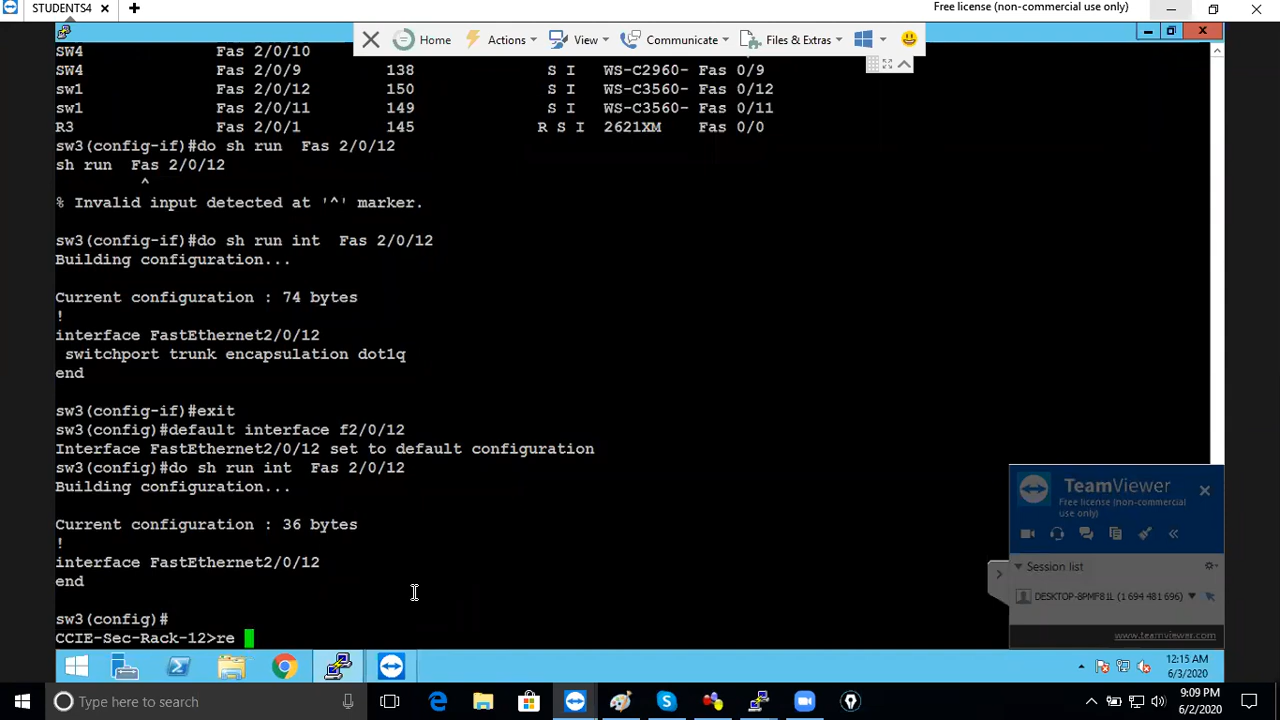 STUDENTS4
Free license (non-commercial use only)
Home Actions View Communicate Files & Extras
SW4 Fas 2/0/10
SW4 Fas 2/0/9 138 S I WS-C2960- Fas 0/9
sw1 Fas 2/0/12 150 S I WS-C3560- Fas 0/12
sw1 Fas 2/0/11 149 S I WS-C3560- Fas 0/11
R3 Fas 2/0/1 145 R S I 2621XM Fas 0/0
sw3(config-if)#do sh run  Fas 2/0/12
sh run  Fas 2/0/12
^
% Invalid input detected at '^' marker.
sw3(config-if)#do sh run int  Fas 2/0/12
Building configuration...
Current configuration : 74 bytes
!
interface FastEthernet2/0/12
switchport trunk encapsulation dot1q
end
sw3(config-if)#exit
sw3(config)#default interface f2/0/12
Interface FastEthernet2/0/12 set to default configuration
sw3(config)#do sh run int  Fas 2/0/12
Building configuration...
Current configuration : 36 bytes
!
interface FastEthernet2/0/12
end
sw3(config)#
CCIE-Sec-Rack-12>re
TeamViewer
Free license (non-commercial
use only)
Session list
DESKTOP-8PMFB1L (1 694 481 696)
www.teamviewer.com
12:15 AM
6/3/2020
Type here to search
9:09 PM
6/2/2020